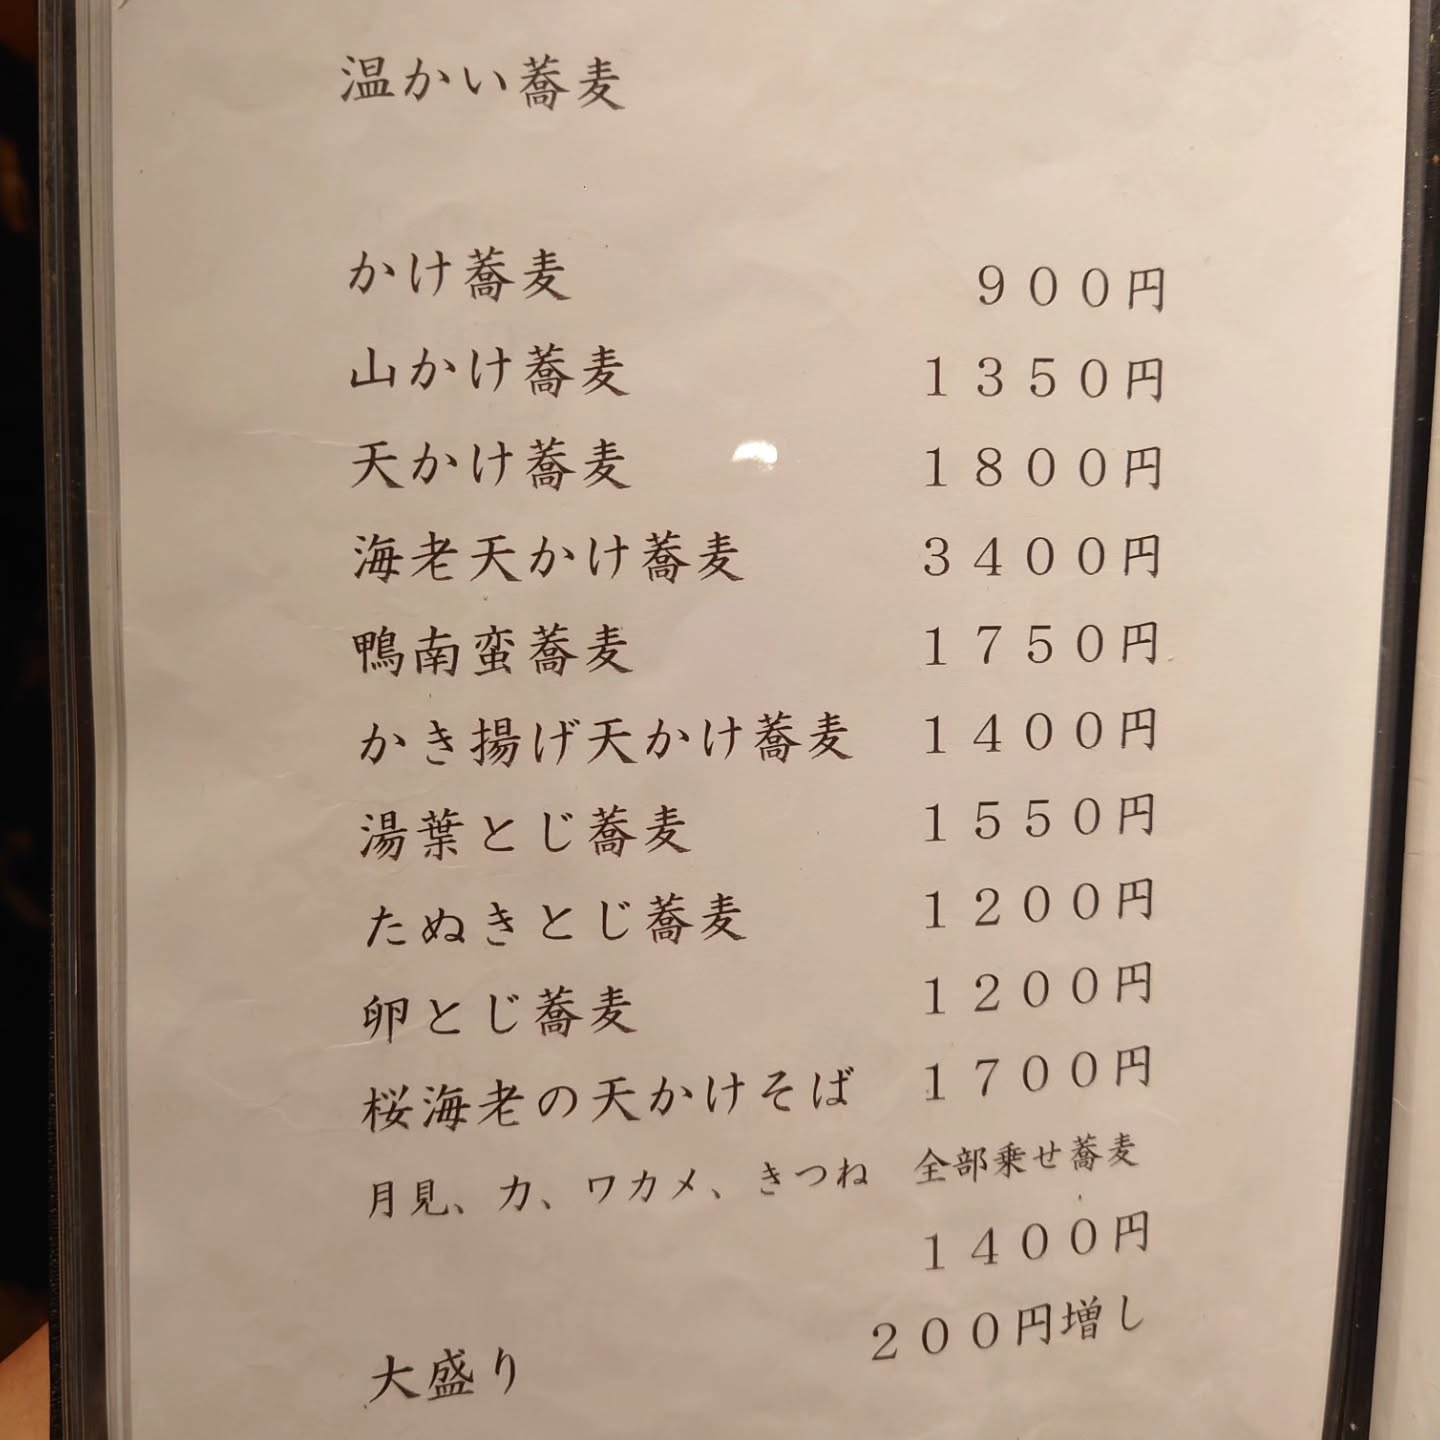 温かい蕎麦
かけ蕎麦 ９００円
山かけ蕎麦 １３５０円
天かけ蕎麦 １８００円
海老天かけ蕎麦 ３４００円
鴨南蛮蕎麦 １７５０円
かき揚げ天かけ蕎麦 １４００円
湯葉とじ蕎麦 １５５０円
たぬきとじ蕎麦 １２００円
卵とじ蕎麦 １２００円
桜海老の天かけそば １７００円
月見、力、ワカメ、きつね 全部乗せ蕎麦
１４００円
大盛り ２００円増し